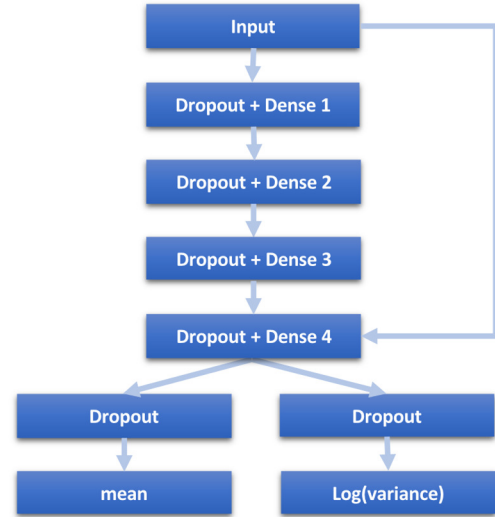 Input
Dropout + Dense 1
Dropout + Dense 2
Dropout + Dense 3
Dropout + Dense 4
Dropout
Dropout
mean
Log(variance)